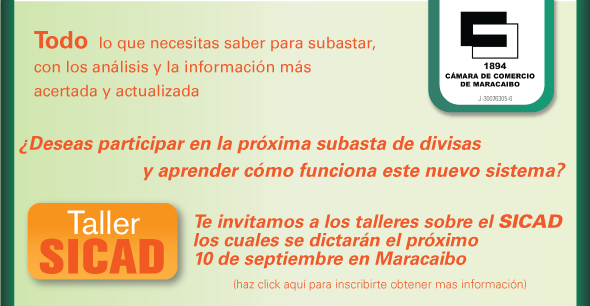 Todo lo que necesitas saber para subastar,
con los análisis y la información más
acertada y actualizada
1894
CÁMARA DE COMERCIO
DE MARACAIBO
J-30076305-6
¿Deseas participar en la próxima subasta de divisas
y aprender cómo funciona este nuevo sistema?
Taller
SICAD
Te invitamos a los talleres sobre el SICAD
los cuales se dictarán el próximo
10 de septiembre en Maracaibo
(haz click aquí para inscribirte obtener mas información)